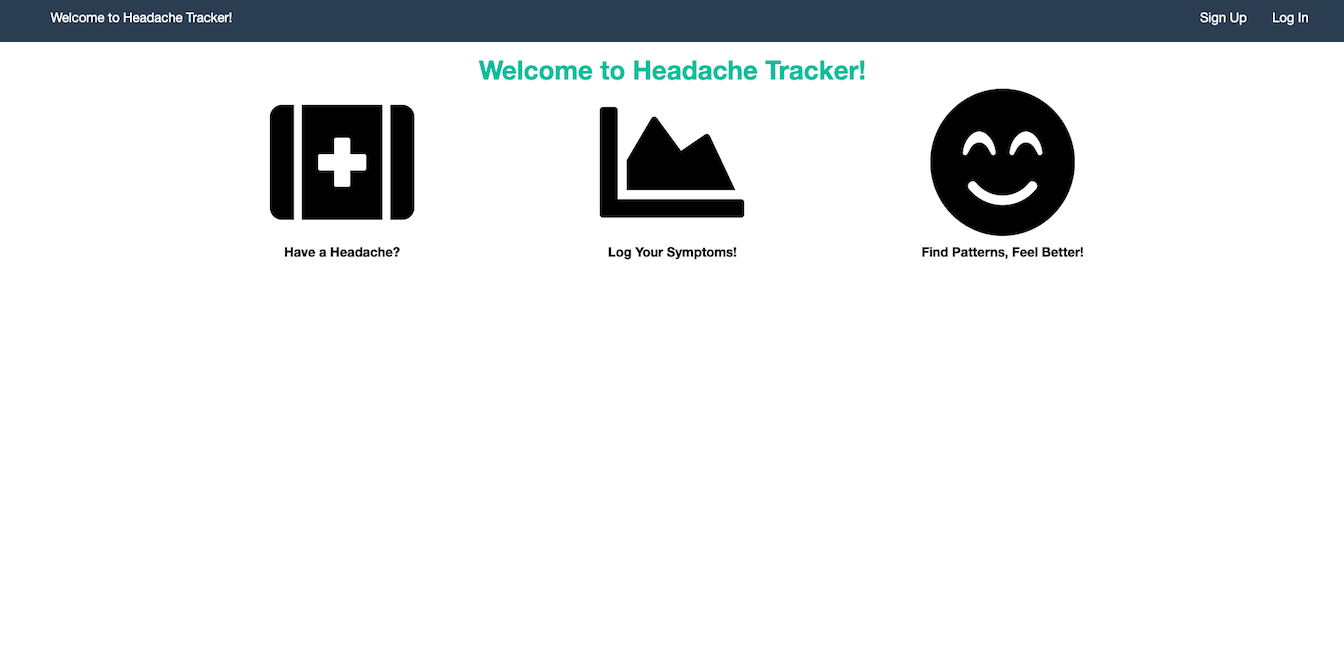 Welcome to Headache Tracker!
Sign Up
Log In
Welcome to Headache Tracker!
Have a Headache?
Log Your Symptoms!
Find Patterns, Feel Better!